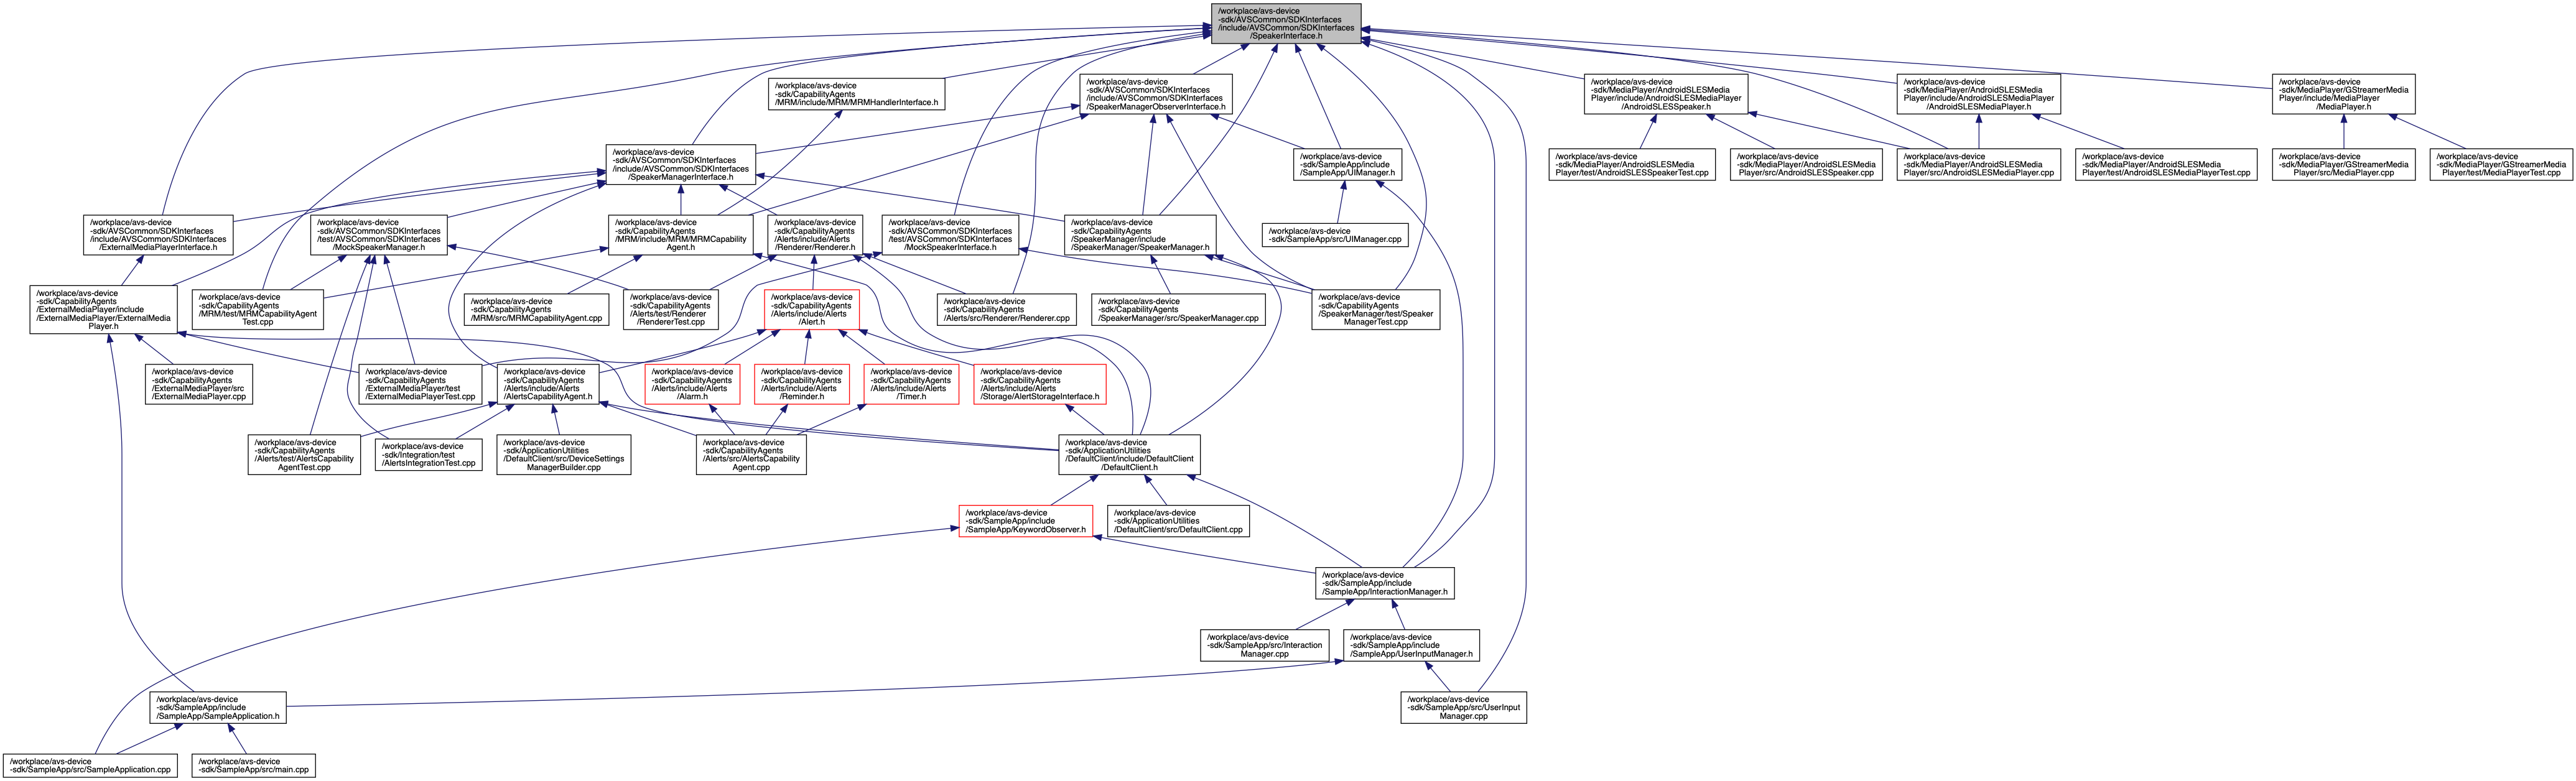 /workplace/avs-device
-sdk/AVSCommon/SDKInterfaces
/include/AVSCommon/SDKInterfaces
/SpeakerInterface.h
/workplace/avs-device
-sdk/CapabilityAgents
/MRM/include/MRM/MRMHandlerInterface.h
/workplace/avs-device
-sdk/AVSCommon/SDKInterfaces
/include/AVSCommon/SDKInterfaces
/SpeakerManagerObserverInterface.h
/workplace/avs-device
-sdk/MediaPlayer/AndroidSLESMedia
Player/include/AndroidSLESMediaPlayer
/AndroidSLESSpeaker.h
/workplace/avs-device
-sdk/MediaPlayer/AndroidSLESMedia
Player/include/AndroidSLESMediaPlayer
/AndroidSLESMediaPlayer.h
/workplace/avs-device
-sdk/MediaPlayer/GStreamerMedia
Player/include/MediaPlayer
/MediaPlayer.h
/workplace/avs-device
-sdk/AVSCommon/SDKInterfaces
/include/AVSCommon/SDKInterfaces
/SpeakerManagerInterface.h
/workplace/avs-device
-sdk/SampleApp/include
/SampleApp/UIManager.h
/workplace/avs-device
-sdk/MediaPlayer/AndroidSLESMedia
Player/test/AndroidSLESSpeakerTest.cpp
/workplace/avs-device
-sdk/MediaPlayer/AndroidSLESMedia
Player/src/AndroidSLESSpeaker.cpp
/workplace/avs-device
-sdk/MediaPlayer/AndroidSLESMedia
Player/src/AndroidSLESMediaPlayer.cpp
/workplace/avs-device
-sdk/MediaPlayer/AndroidSLESMedia
Player/test/AndroidSLESMediaPlayerTest.cpp
/workplace/avs-device
-sdk/MediaPlayer/GStreamerMedia
Player/src/MediaPlayer.cpp
/workplace/avs-device
-sdk/MediaPlayer/GStreamerMedia
Player/test/MediaPlayerTest.cpp
/workplace/avs-device
-sdk/AVSCommon/SDKInterfaces
/include/AVSCommon/SDKInterfaces
/ExternalMediaPlayerInterface.h
/workplace/avs-device
-sdk/AVSCommon/SDKInterfaces
/test/AVSCommon/SDKInterfaces
/MockSpeakerManager.h
/workplace/avs-device
-sdk/CapabilityAgents
/MRM/include/MRM/MRMCapability
Agent.h
/workplace/avs-device
-sdk/CapabilityAgents
/Alerts/include/Alerts
/Renderer/Renderer.h
/workplace/avs-device
-sdk/AVSCommon/SDKInterfaces
/test/AVSCommon/SDKInterfaces
/MockSpeakerInterface.h
/workplace/avs-device
-sdk/CapabilityAgents
/SpeakerManager/include
/SpeakerManager/SpeakerManager.h
/workplace/avs-device
-sdk/SampleApp/src/UIManager.cpp
/workplace/avs-device
-sdk/CapabilityAgents
/ExternalMediaPlayer/include
/ExternalMediaPlayer/ExternalMedia
Player.h
/workplace/avs-device
-sdk/CapabilityAgents
/MRM/test/MRMCapabilityAgent
Test.cpp
/workplace/avs-device
-sdk/CapabilityAgents
/MRM/src/MRMCapabilityAgent.cpp
/workplace/avs-device
-sdk/CapabilityAgents
/Alerts/test/Renderer
/RendererTest.cpp
/workplace/avs-device
-sdk/CapabilityAgents
/Alerts/include/Alerts
/Alert.h
/workplace/avs-device
-sdk/CapabilityAgents
/Alerts/src/Renderer/Renderer.cpp
/workplace/avs-device
-sdk/CapabilityAgents
/SpeakerManager/src/SpeakerManager.cpp
/workplace/avs-device
-sdk/CapabilityAgents
/SpeakerManager/test/Speaker
ManagerTest.cpp
/workplace/avs-device
-sdk/CapabilityAgents
/ExternalMediaPlayer/src
/ExternalMediaPlayer.cpp
/workplace/avs-device
-sdk/CapabilityAgents
/ExternalMediaPlayer/test
/ExternalMediaPlayerTest.cpp
/workplace/avs-device
-sdk/CapabilityAgents
/Alerts/include/Alerts
/AlertsCapabilityAgent.h
/workplace/avs-device
-sdk/CapabilityAgents
/Alerts/include/Alerts
/Alarm.h
/workplace/avs-device
-sdk/CapabilityAgents
/Alerts/include/Alerts
/Reminder.h
/workplace/avs-device
-sdk/CapabilityAgents
/Alerts/include/Alerts
/Timer.h
/workplace/avs-device
-sdk/CapabilityAgents
/Alerts/include/Alerts
/Storage/AlertStorageInterface.h
/workplace/avs-device
-sdk/CapabilityAgents
/Alerts/test/AlertsCapability
AgentTest.cpp
/workplace/avs-device
-sdk/Integration/test
/AlertsIntegrationTest.cpp
/workplace/avs-device
-sdk/ApplicationUtilities
/DefaultClient/src/DeviceSettings
ManagerBuilder.cpp
/workplace/avs-device
-sdk/CapabilityAgents
/Alerts/src/AlertsCapability
Agent.cpp
/workplace/avs-device
-sdk/ApplicationUtilities
/DefaultClient/include/DefaultClient
/DefaultClient.h
/workplace/avs-device
-sdk/SampleApp/include
/SampleApp/KeywordObserver.h
/workplace/avs-device
-sdk/ApplicationUtilities
/DefaultClient/src/DefaultClient.cpp
/workplace/avs-device
-sdk/SampleApp/include
/SampleApp/InteractionManager.h
/workplace/avs-device
-sdk/SampleApp/src/Interaction
Manager.cpp
/workplace/avs-device
-sdk/SampleApp/include
/SampleApp/UserInputManager.h
/workplace/avs-device
-sdk/SampleApp/include
/SampleApp/SampleApplication.h
/workplace/avs-device
-sdk/SampleApp/src/UserInput
Manager.cpp
/workplace/avs-device
-sdk/SampleApp/src/SampleApplication.cpp
/workplace/avs-device
-sdk/SampleApp/src/main.cpp